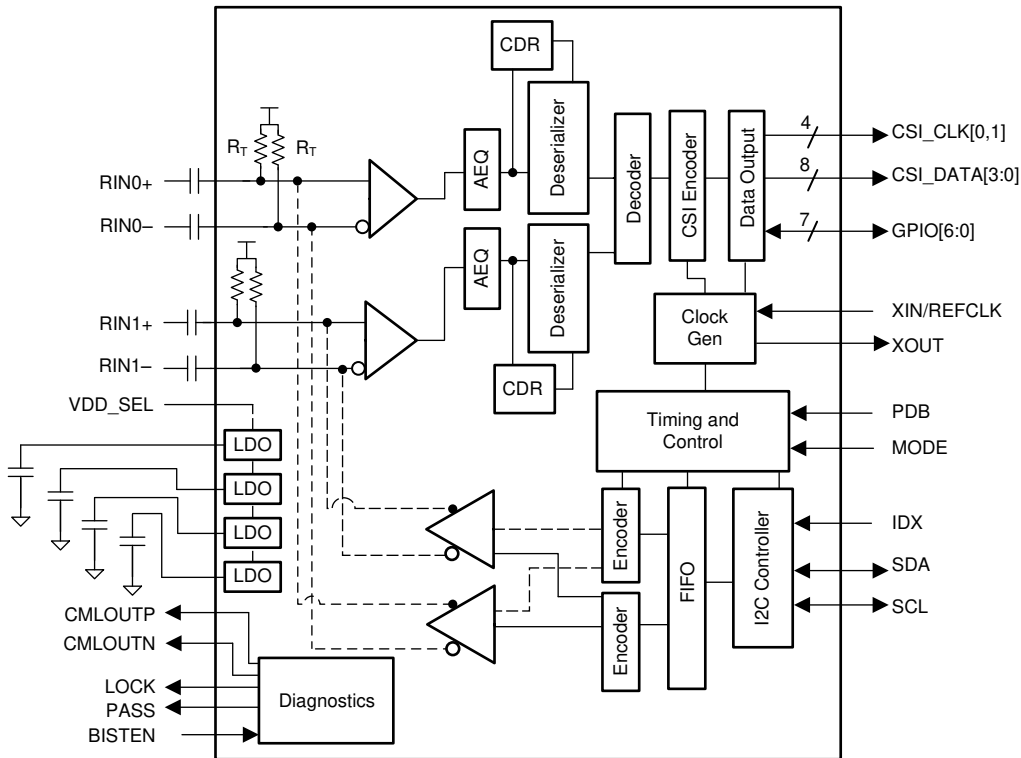 CDR
Deserializer
AEQ
Decoder
CSI Encoder
Data Output
4
CSI_CLK[0,1]
8
CSI_DATA[3:0]
7
GPIO[6:0]
RT
RT
RIN0+
RIN0–
AEQ
Deserializer
CDR
RIN1+
RIN1–
Clock
Gen
XIN/REFCLK
XOUT
VDD_SEL
LDO
LDO
LDO
LDO
Timing and
Control
PDB
MODE
Encoder
Encoder
FIFO
I2C Controller
IDX
SDA
SCL
CMLOUTP
CMLOUTN
LOCK
PASS
BISTEN
Diagnostics